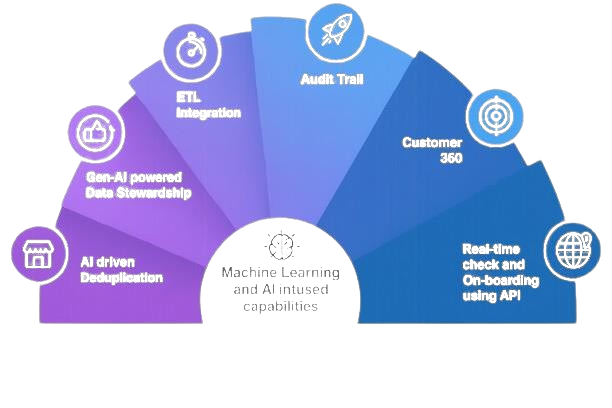 AI driven
Deduplication
Gen-AI powered
Data Stewardship
ETL
Integration
Audit Trail
Customer
360
Real-time
check and
On-boarding
using API
Machine Learning
and AI intused
capabilities